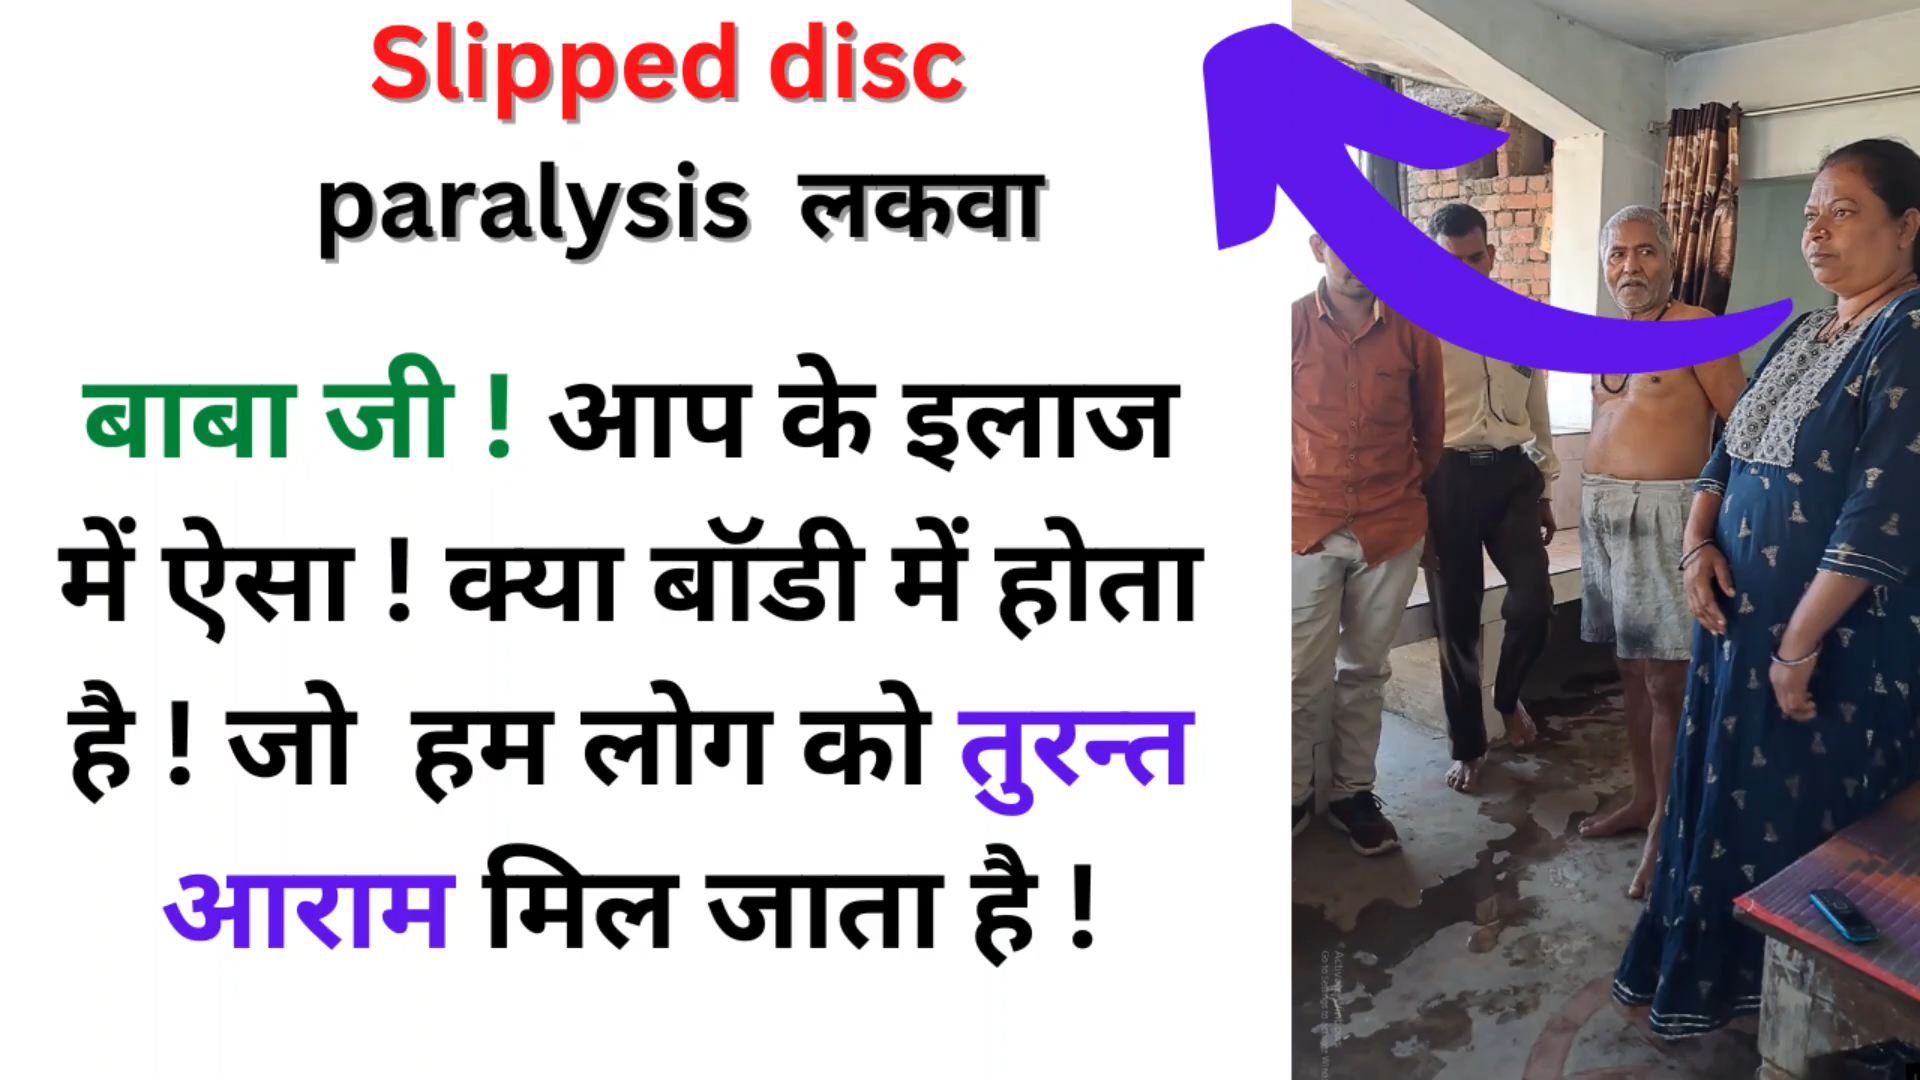 Slipped disc
paralysis लकवा
बाबा जी ! आप के इलाज
में ऐसा ! क्या बॉडी में होता
है ! जो हम लोग को तुरन्त
आराम मिल जाता है !